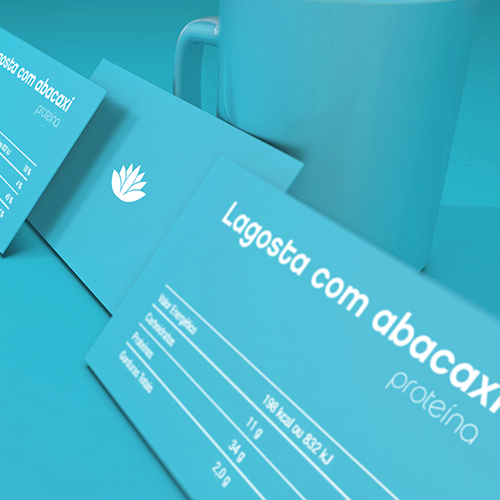 gosta com abacaxi
proteína
Lagosta com abacaxi
proteína
Valor Energético 198 kcal ou 832 kJ
Carboidratos 11 g
Proteínas 34 g
Gorduras Totais 2,0 g